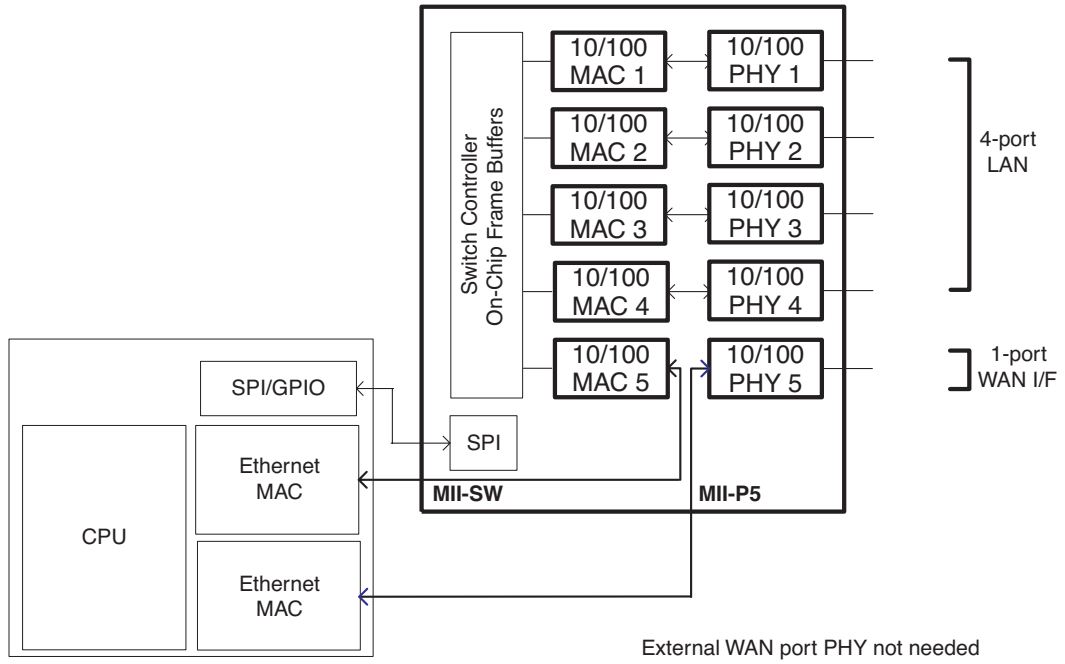 10/100
MAC 1
10/100
PHY 1
10/100
MAC 2
10/100
PHY 2
10/100
MAC 3
10/100
PHY 3
10/100
MAC 4
10/100
PHY 4
10/100
MAC 5
10/100
PHY 5
Switch Controller
On-Chip Frame Buffers
4-port
LAN
1-port
WAN I/F
SPI/GPIO
SPI
Ethernet
MAC
MII-SW
MII-P5
CPU
Ethernet
MAC
External WAN port PHY not needed